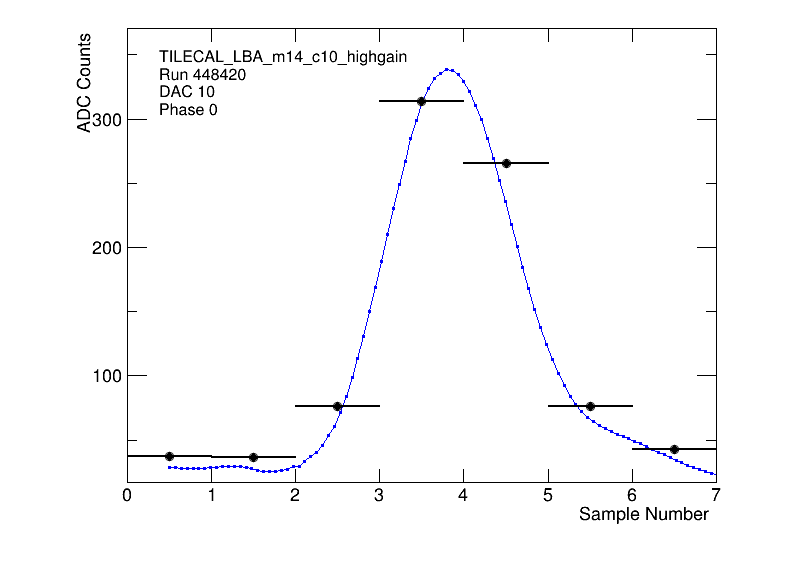 TILECAL_LBA_m14_c10_highgain
Run 448420
DAC 10
Phase 0
ADC Counts
300
200
100
0 1 2 3 4 5 6 7
Sample Number